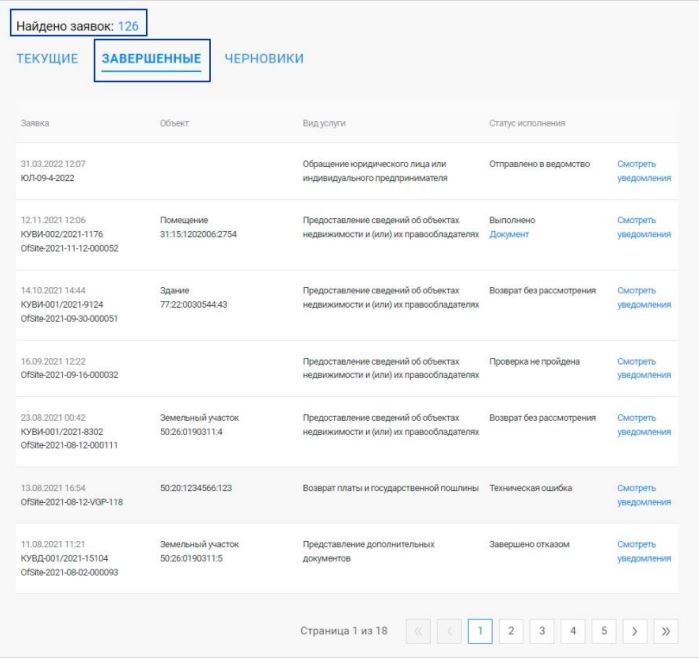 Найдено заявок: 126
ТЕКУЩИЕ ЗАВЕРШЕННЫЕ ЧЕРНОВИКИ
Заявка Объект Вид услуги Статус исполнения
31.03.2022 12:07 Обращение юридического лица или Отправлено в ведомство Смотреть
ЮЛ-09-4-2022 индивидуального предпринимателя уведомления
12.11.2021 12:06 Помещение Предоставление сведений об объектах Выполнено Смотреть
КУВИ-002/2021-1176 31:15:1202006:2754 недвижимости и (или) их правообладателях Документ уведомления
OfSite-2021-11-12-000052
14.10.2021 14:44 Здание Предоставление сведений об объектах Возврат без рассмотрения Смотреть
КУВИ-001/2021-9124 77:22:0030544:43 недвижимости и (или) их правообладателях уведомления
OfSite-2021-09-30-000051
16.09.2021 12:22 Предоставление сведений об объектах Проверка не пройдена Смотреть
OfSite-2021-09-16-000032 недвижимости и (или) их правообладателях уведомления
23.08.2021 00:42 Земельный участок Предоставление сведений об объектах Возврат без рассмотрения Смотреть
КУВИ-001/2021-8302 50:26:0190311:4 недвижимости и (или) их правообладателях уведомления
OfSite-2021-08-12-000111
13.08.2021 16:54 50:20:1234566:123 Возврат платы и государственной пошлины Техническая ошибка Смотреть
OfSite-2021-08-12-VGP-118 уведомления
11.08.2021 11:21 Земельный участок Представление дополнительных Завершено отказом Смотреть
КУВД-001/2021-15104 50:26:0190311:5 документов уведомления
OfSite-2021-08-02-000093
Страница 1 из 18 « ‹ 1 2 3 4 5 › »